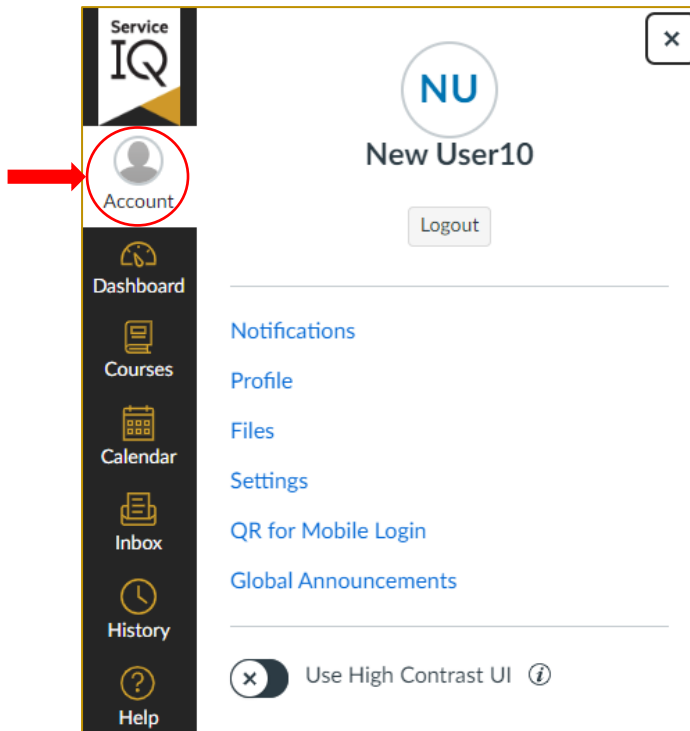 Service
IQ
Account
Dashboard
Courses
Calendar
Inbox
History
Help
NU
New User10
Logout
Notifications
Profile
Files
Settings
QR for Mobile Login
Global Announcements
Use High Contrast UI